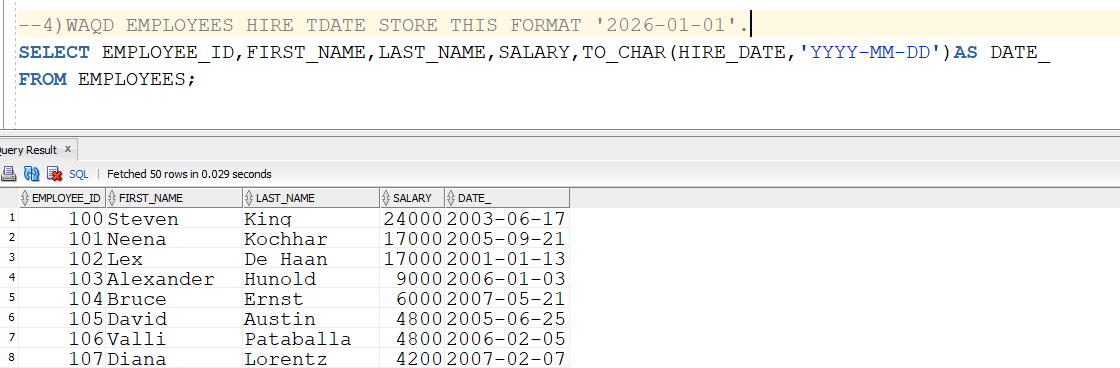 --4)WAQD EMPLOYEES HIRE TDATE STORE THIS FORMAT '2026-01-01'.
SELECT EMPLOYEE_ID,FIRST_NAME,LAST_NAME,SALARY,TO_CHAR(HIRE_DATE,'YYYY-MM-DD')AS DATE_
FROM EMPLOYEES;
Query Result x
SQL | Fetched 50 rows in 0.029 seconds
EMPLOYEE_ID FIRST_NAME LAST_NAME SALARY DATE_
1 100 Steven King 24000 2003-06-17
2 101 Neena Kochhar 17000 2005-09-21
3 102 Lex De Haan 17000 2001-01-13
4 103 Alexander Hunold 9000 2006-01-03
5 104 Bruce Ernst 6000 2007-05-21
6 105 David Austin 4800 2005-06-25
7 106 Valli Pataballa 4800 2006-02-05
8 107 Diana Lorentz 4200 2007-02-07